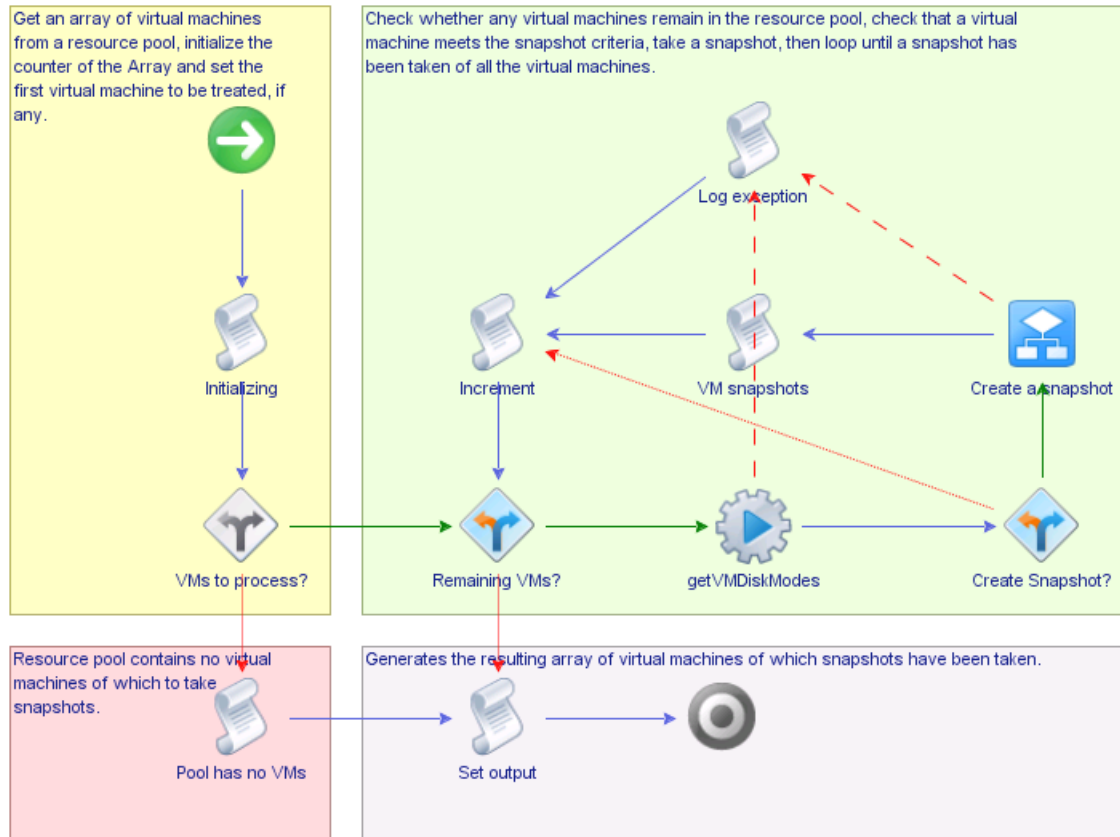 Get an array of virtual machines
from a resource pool, initialize the
counter of the Array and set the
first virtual machine to be treated, if
any.
Check whether any virtual machines remain in the resource pool, check that a virtual
machine meets the snapshot criteria, take a snapshot, then loop until a snapshot has
been taken of all the virtual machines.
Log exception
Initializing
Increment
VM snapshots
Create a snapshot
VMs to process?
Remaining VMs?
getVMDiskModes
Create Snapshot?
Resource pool contains no virtual
machines of which to take
snapshots.
Generates the resulting array of virtual machines of which snapshots have been taken.
Pool has no VMs
Set output